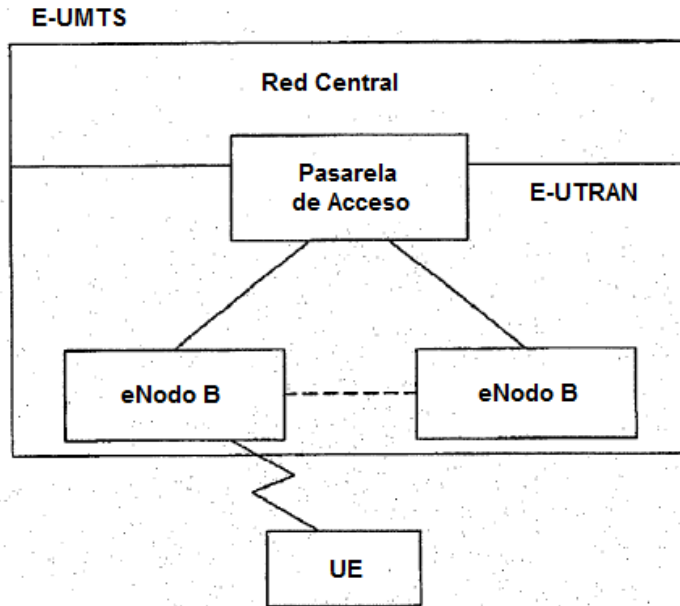 E-UMTS
Red Central
Pasarela
de Acceso
E-UTRAN
eNodo B
eNodo B
UE